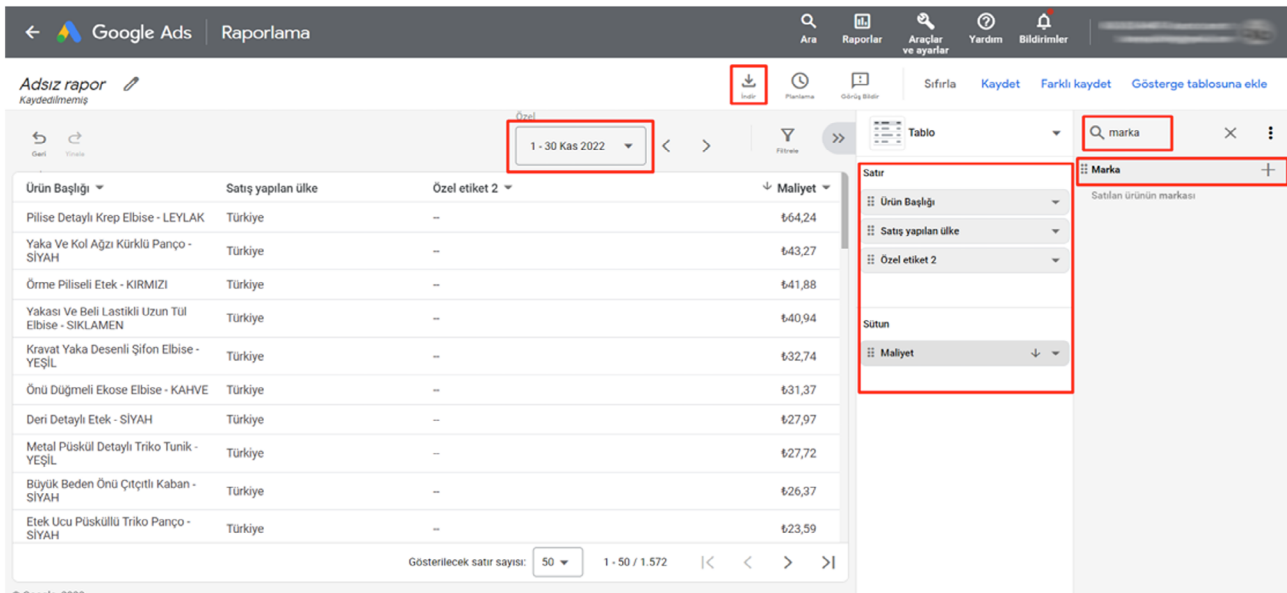 Google Ads
Raporlama
Ara
Raporlar
Araçlar
ve ayarlar
Yardım
Bildirimler
Adsız rapor
Kaydedilmemiş
İndir
Planlama
Görüş Bildir
Sıfırla
Kaydet
Farklı kaydet
Gösterge tablosuna ekle
Geri
Yinele
Özel
1 - 30 Kas 2022
Filtrele
Tablo
marka
Ürün Başlığı
Satış yapılan ülke
Özel etiket 2
Maliyet
Pilise Detaylı Krep Elbise - LEYLAK Türkiye -- ₺64,24
Yaka Ve Kol Ağzı Kürklü Panço -
SİYAH Türkiye -- ₺43,27
Örme Piliseli Etek - KIRMIZI Türkiye -- ₺41,88
Yakası Ve Beli Lastikli Uzun Tül
Elbise - SIKLAMEN Türkiye -- ₺40,94
Kravat Yaka Desenli Şifon Elbise -
YEŞİL Türkiye -- ₺32,74
Önü Düğmeli Ekose Elbise - KAHVE Türkiye -- ₺31,37
Deri Detaylı Etek - SİYAH Türkiye -- ₺27,97
Metal Püskül Detaylı Triko Tunik -
YEŞİL Türkiye -- ₺27,72
Büyük Beden Önü Çıtçıtlı Kaban -
SİYAH Türkiye -- ₺26,37
Etek Ucu Püsküllü Triko Panço -
SİYAH Türkiye -- ₺23,59
Gösterilecek satır sayısı: 50 1 - 50 / 1.572
Satır
Ürün Başlığı
Satış yapılan ülke
Özel etiket 2
Sütun
Maliyet
Marka
Satılan ürünün markası